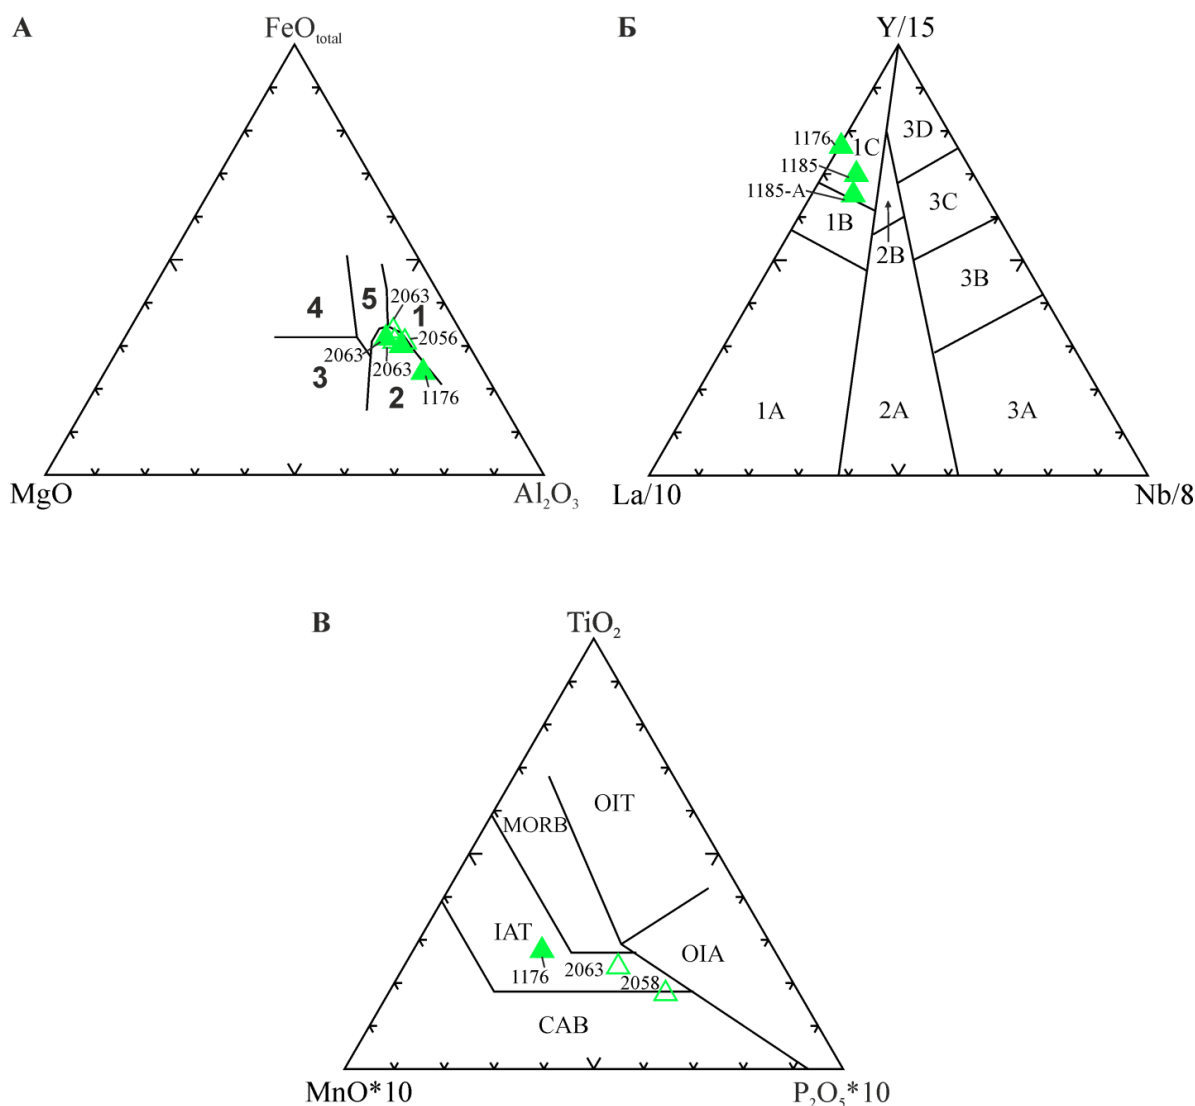 А
FeOtotal
4
5
2063
1
2056
2063
2063
3
2
1176
MgO
Al2O3
Б
Y/15
1176
1C
3D
1185
1185-A
3C
1B
2B
3B
1A
2A
3A
La/10
Nb/8
В
TiO2
OIT
MORB
IAT
OIA
1176
2063
2058
CAB
MnO*10
P2O5*10